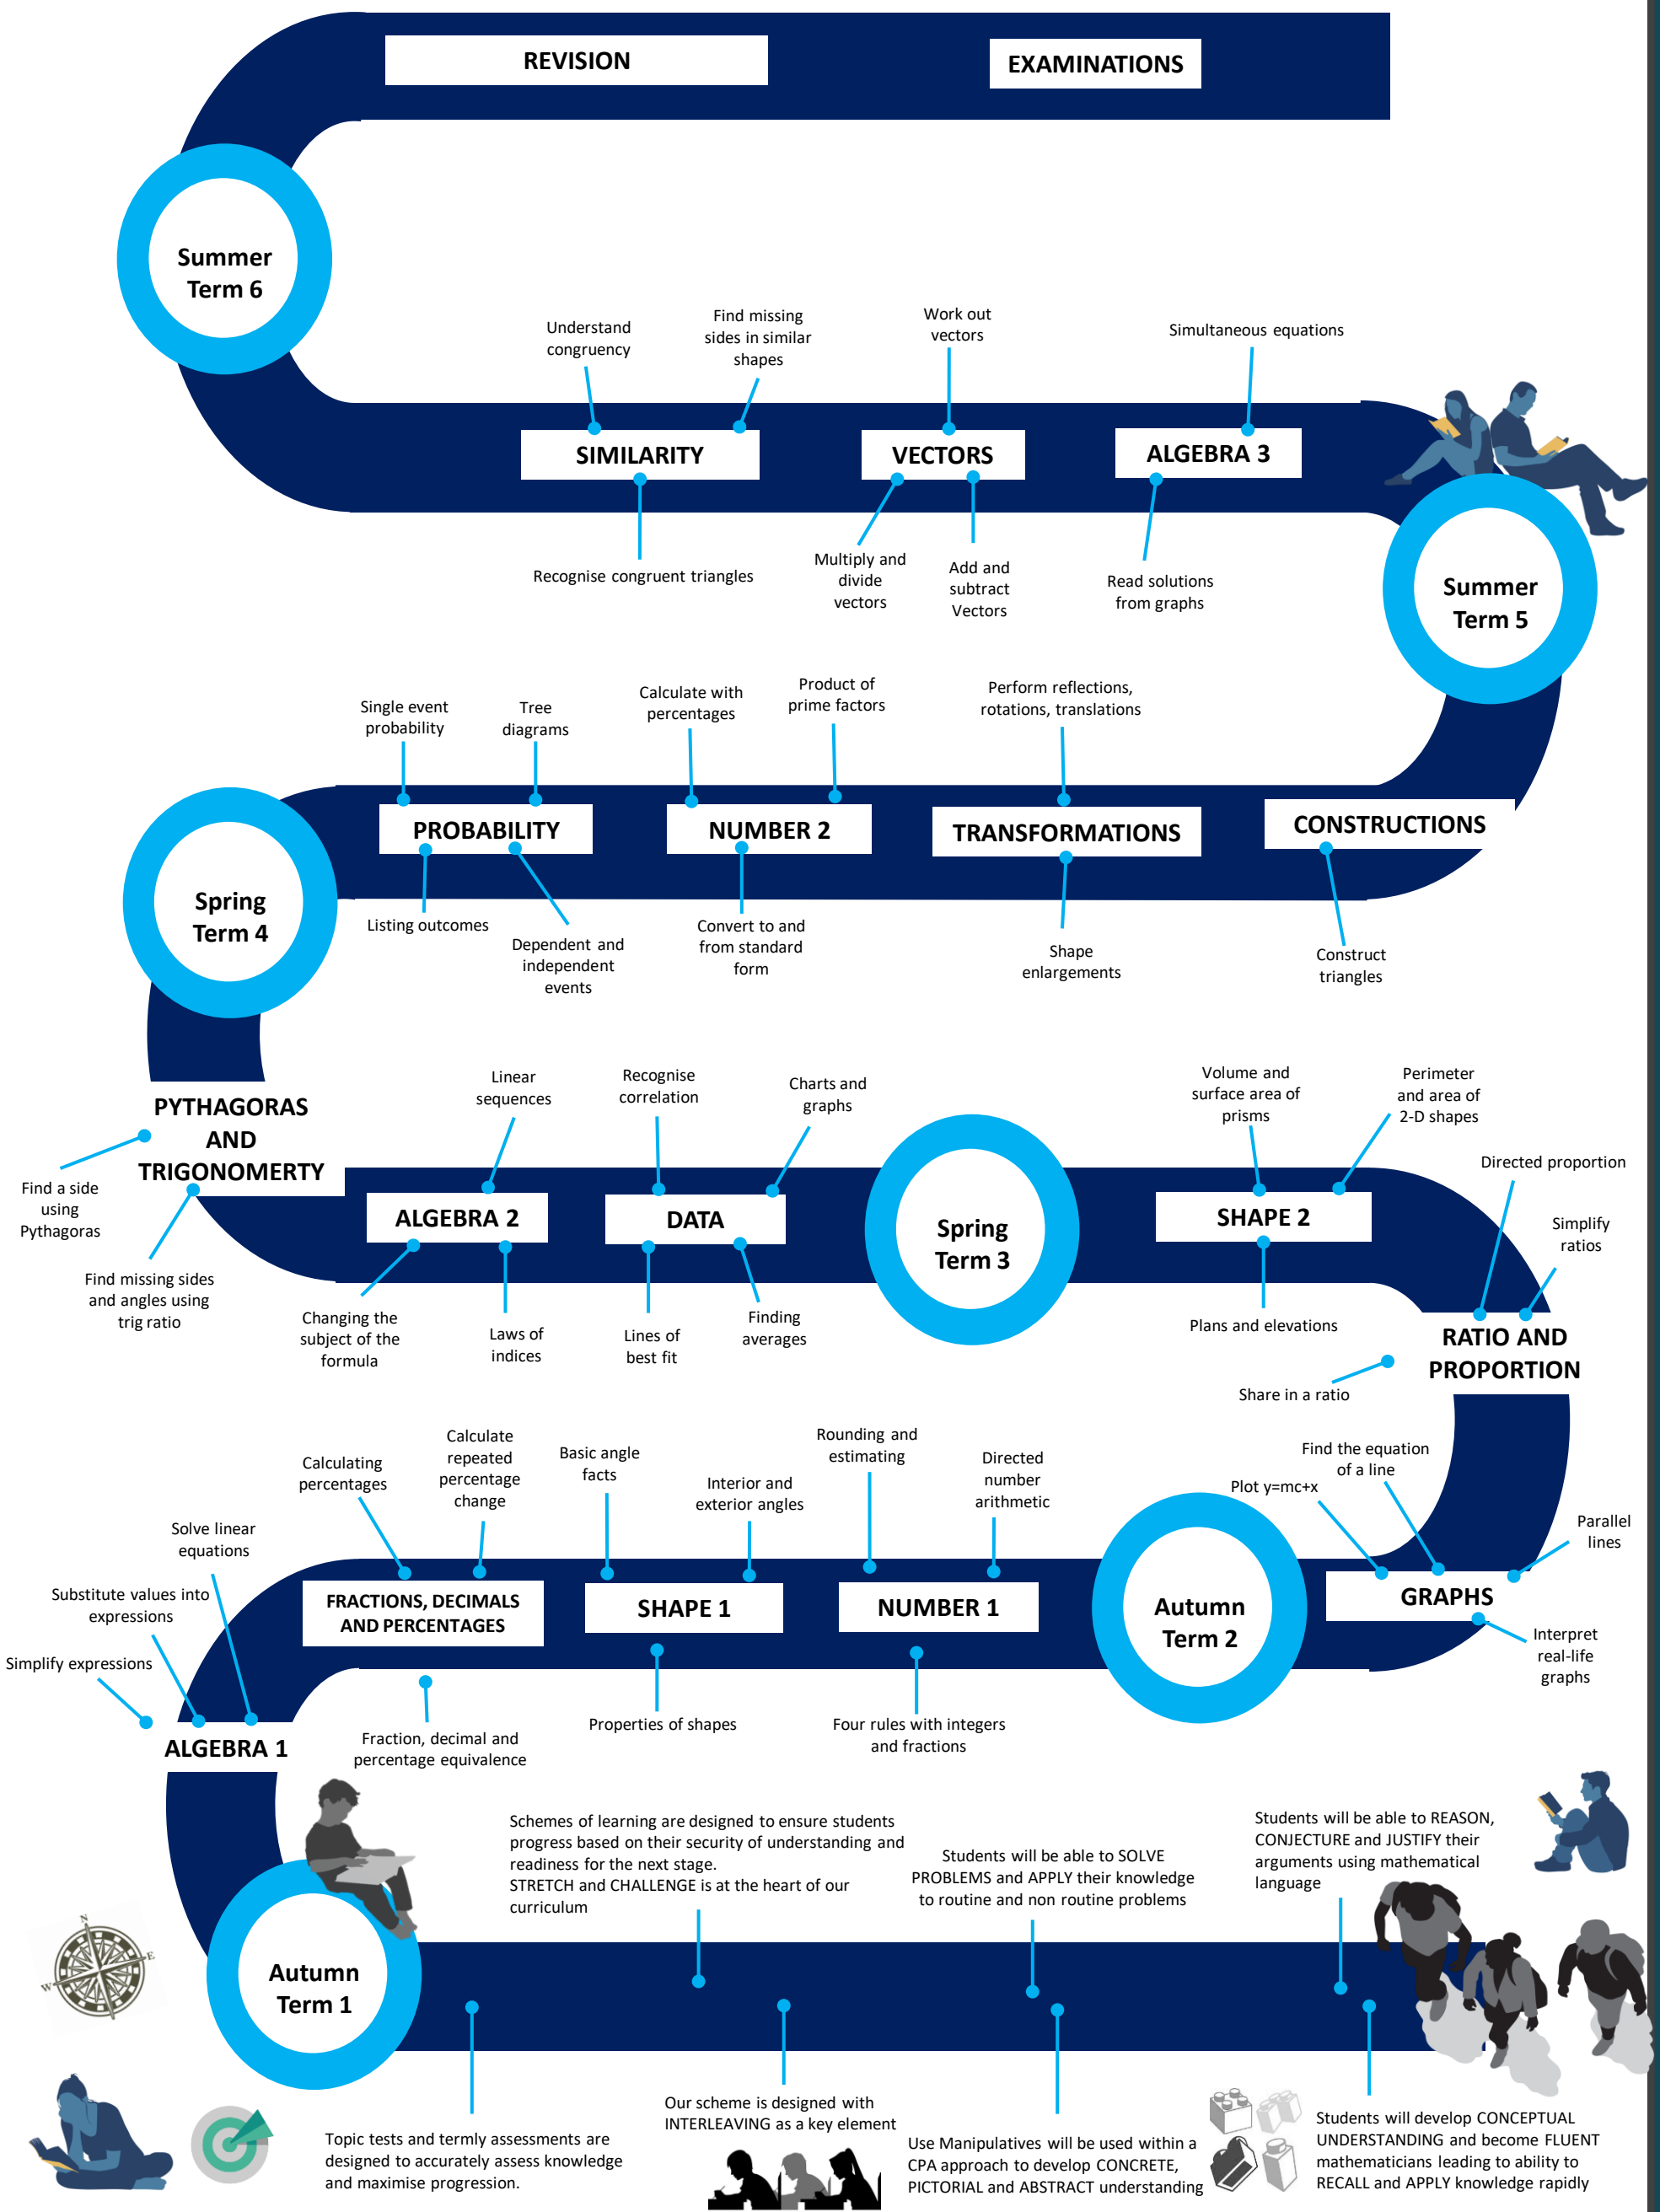 REVISION
EXAMINATIONS
Summer
Term 6
Understand
congruency
Find missing
sides in similar
shapes
Work out
vectors
Simultaneous equations
SIMILARITY
VECTORS
ALGEBRA 3
Recognise congruent triangles
Multiply and
divide
vectors
Add and
subtract
Vectors
Read solutions
from graphs
Summer
Term 5
Single event
probability
Tree
diagrams
Calculate with
percentages
Product of
prime factors
Perform reflections,
rotations, translations
PROBABILITY
NUMBER 2
TRANSFORMATIONS
CONSTRUCTIONS
Spring
Term 4
Listing outcomes
Dependent and
independent
events
Convert to and
from standard
form
Shape
enlargements
Construct
triangles
PYTHAGORAS
AND
TRIGONOMERTY
Find a side
using
Pythagoras
Find missing sides
and angles using
trig ratio
Linear
sequences
Recognise
correlation
Charts and
graphs
Volume and
surface area of
prisms
Perimeter
and area of
2-D shapes
Directed proportion
Simplify
ratios
ALGEBRA 2
DATA
Spring
Term 3
SHAPE 2
Changing the
subject of the
formula
Laws of
indices
Lines of
best fit
Finding
averages
Plans and elevations
RATIO AND
PROPORTION
Share in a ratio
Calculating
percentages
Calculate
repeated
percentage
change
Basic angle
facts
Interior and
exterior angles
Rounding and
estimating
Directed
number
arithmetic
Find the equation
of a line
Plot y=mc+x
Parallel
lines
Solve linear
equations
Substitute values into
expressions
Simplify expressions
FRACTIONS, DECIMALS
AND PERCENTAGES
SHAPE 1
NUMBER 1
Autumn
Term 2
GRAPHS
Interpret
real-life
graphs
ALGEBRA 1
Fraction, decimal and
percentage equivalence
Properties of shapes
Four rules with integers
and fractions
Schemes of learning are designed to ensure students
progress based on their security of understanding and
readiness for the next stage.
STRETCH and CHALLENGE is at the heart of our
curriculum
Students will be able to SOLVE
PROBLEMS and APPLY their knowledge
to routine and non routine problems
Students will be able to REASON,
CONJECTURE and JUSTIFY their
arguments using mathematical
language
N
E
W
Autumn
Term 1
Topic tests and termly assessments are
designed to accurately assess knowledge
and maximise progression.
Our scheme is designed with
INTERLEAVING as a key element
Use Manipulatives will be used within a
CPA approach to develop CONCRETE,
PICTORIAL and ABSTRACT understanding
Students will develop CONCEPTUAL
UNDERSTANDING and become FLUENT
mathematicians leading to ability to
RECALL and APPLY knowledge rapidly